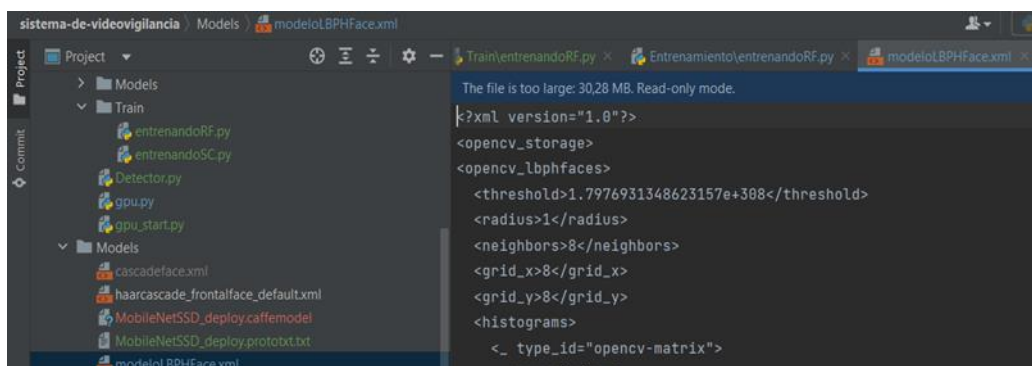 sistema-de-videovigilancia 〉 Models 〉 modeloLBPHFace.xml
Project
Train\entrenandoRF.py × Entrenamiento\entrenandoRF.py × modeloLBPHFace.xml ×
Project
Commit
Models
Train
entrenandoRF.py
entrenandoSC.py
Detector.py
gpu.py
gpu_start.py
Models
cascadeface.xml
haarcascade_frontalface_default.xml
MobileNetSSD_deploy.caffemodel
MobileNetSSD_deploy.prototxt.txt
modeloLBPHFace.xml
The file is too large: 30,28 MB. Read-only mode.
<?xml version="1.0"?>
<opencv_storage>
<opencv_lbphfaces>
<threshold>1.7976931348623157e+308</threshold>
<radius>1</radius>
<neighbors>8</neighbors>
<grid_x>8</grid_x>
<grid_y>8</grid_y>
<histograms>
<_ type_id="opencv-matrix">